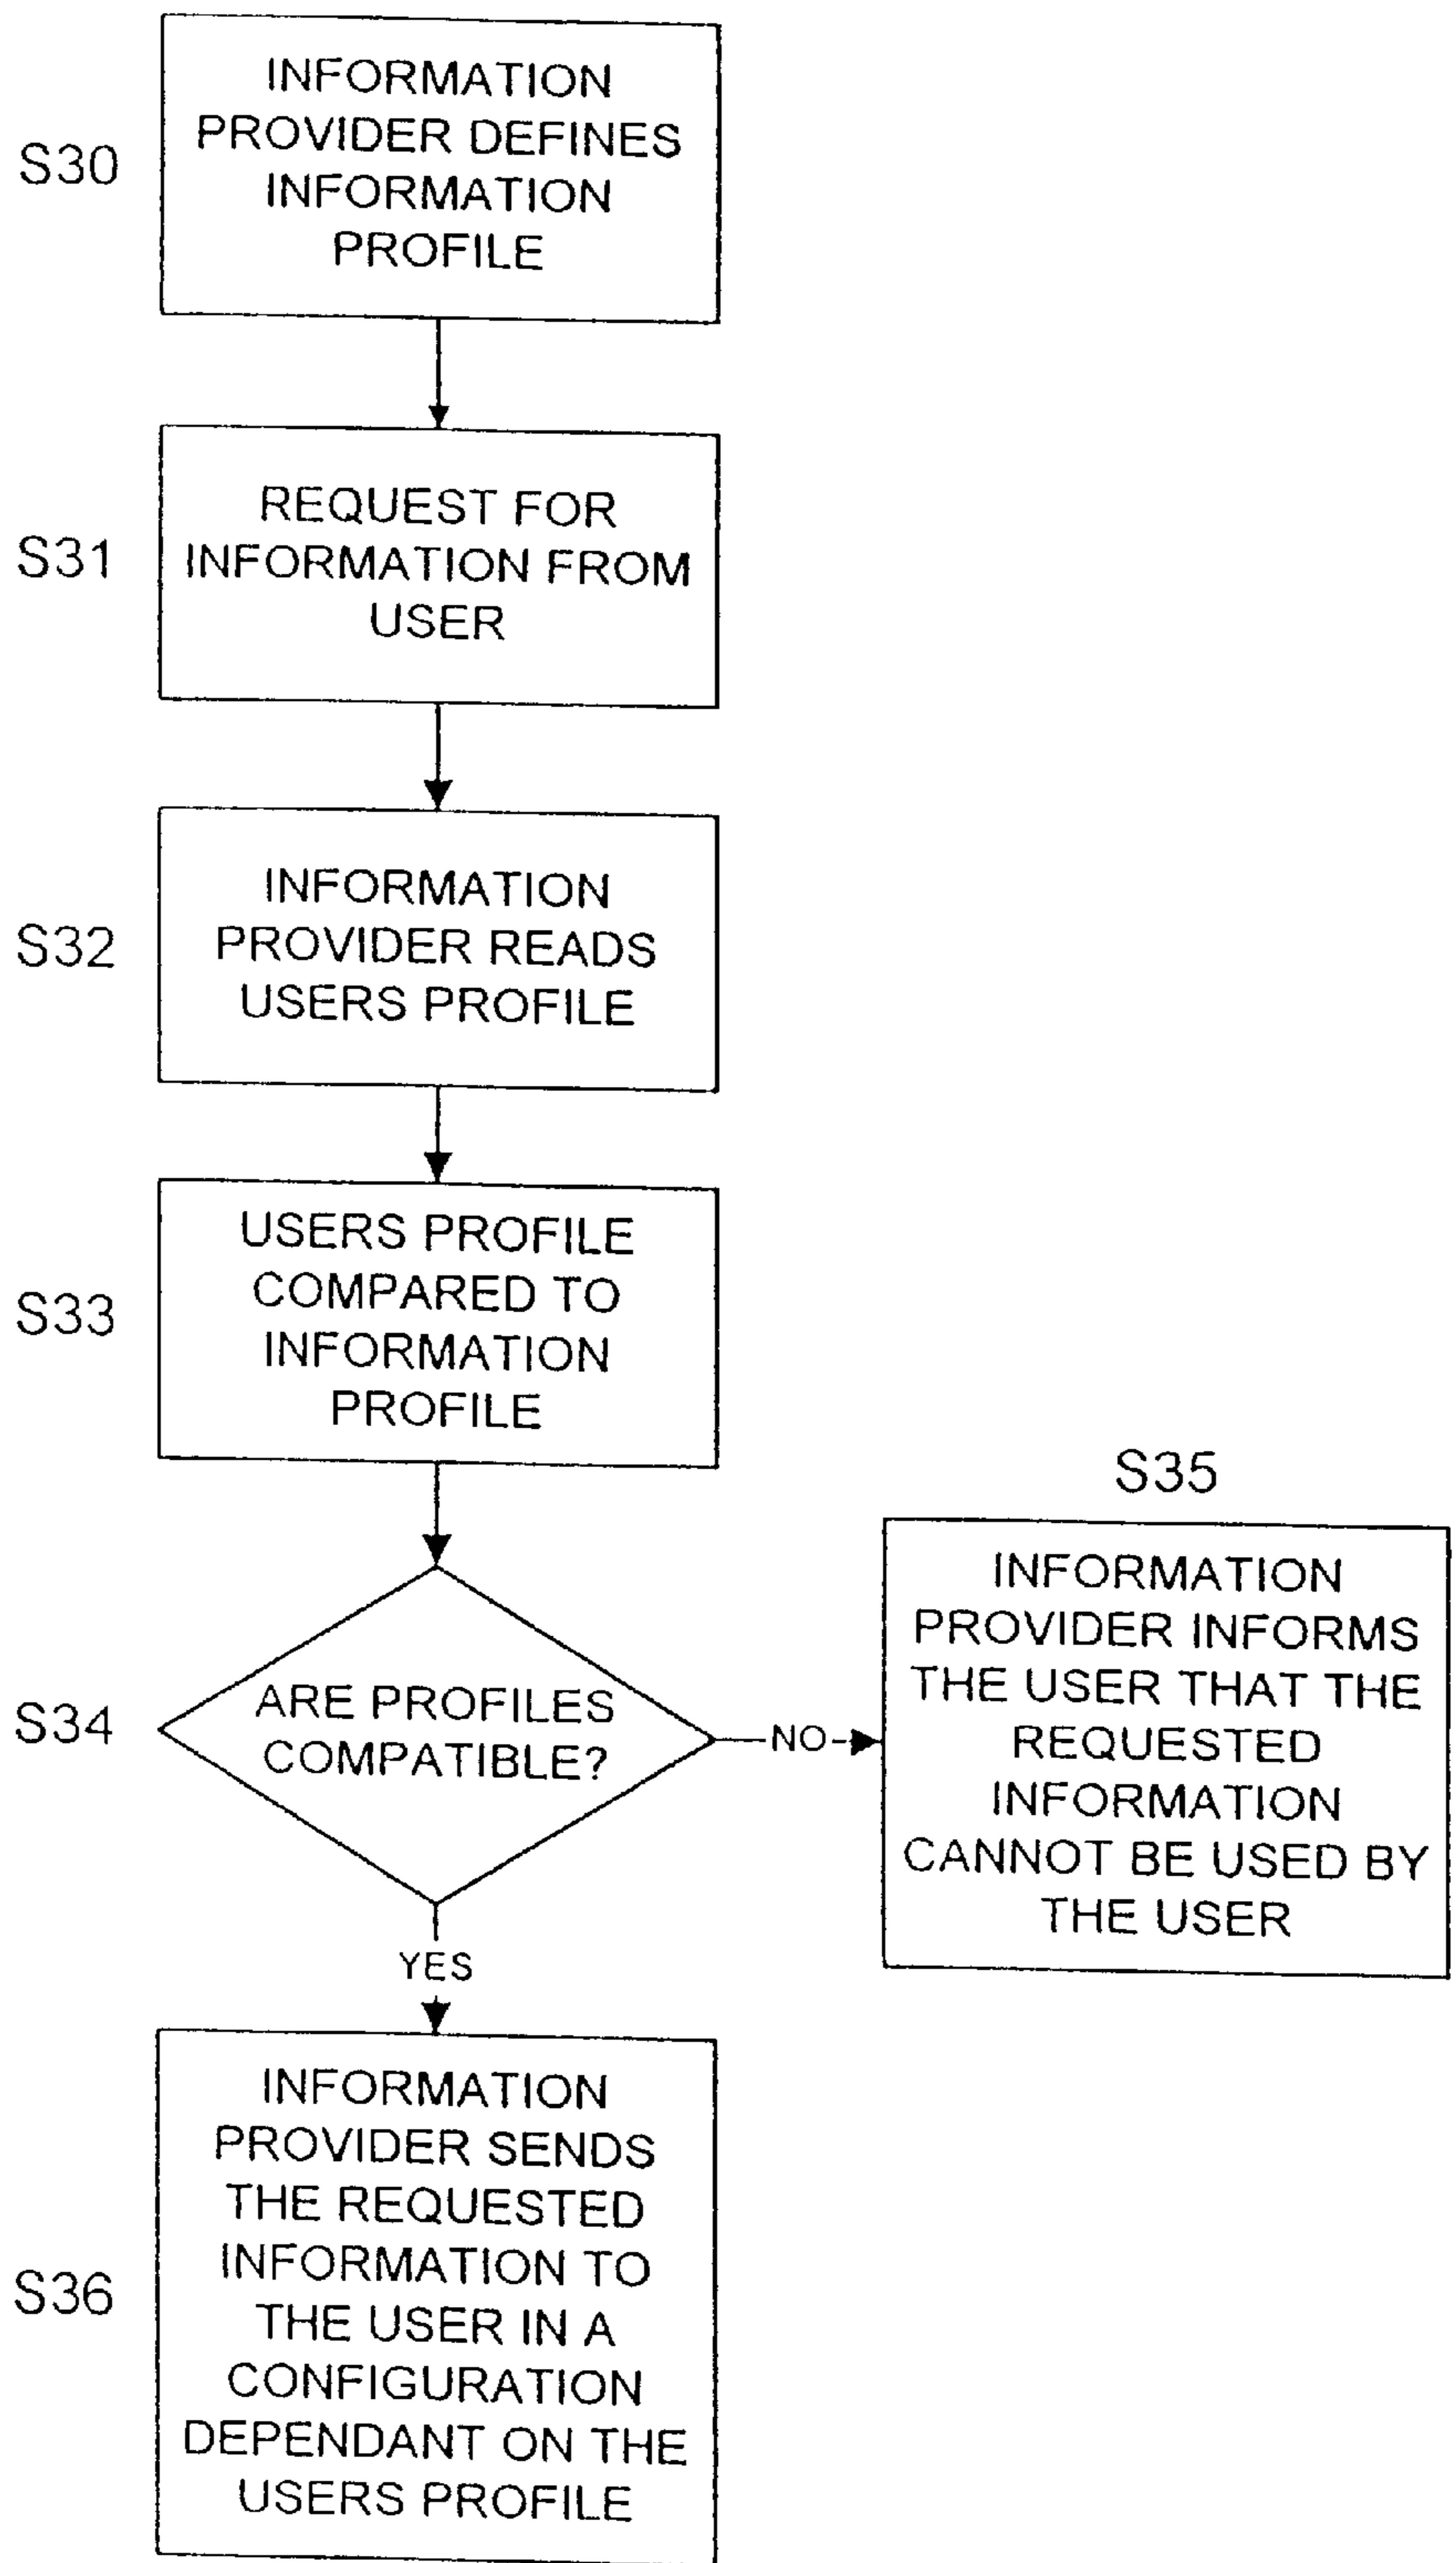 S30
INFORMATION
PROVIDER DEFINES
INFORMATION
PROFILE
S31
REQUEST FOR
INFORMATION FROM
USER
S32
INFORMATION
PROVIDER READS
USERS PROFILE
S33
USERS PROFILE
COMPARED TO
INFORMATION
PROFILE
S34
ARE PROFILES
COMPATIBLE?
NO
S35
INFORMATION
PROVIDER INFORMS
THE USER THAT THE
REQUESTED
INFORMATION
CANNOT BE USED BY
THE USER
YES
S36
INFORMATION
PROVIDER SENDS
THE REQUESTED
INFORMATION TO
THE USER IN A
CONFIGURATION
DEPENDANT ON THE
USERS PROFILE